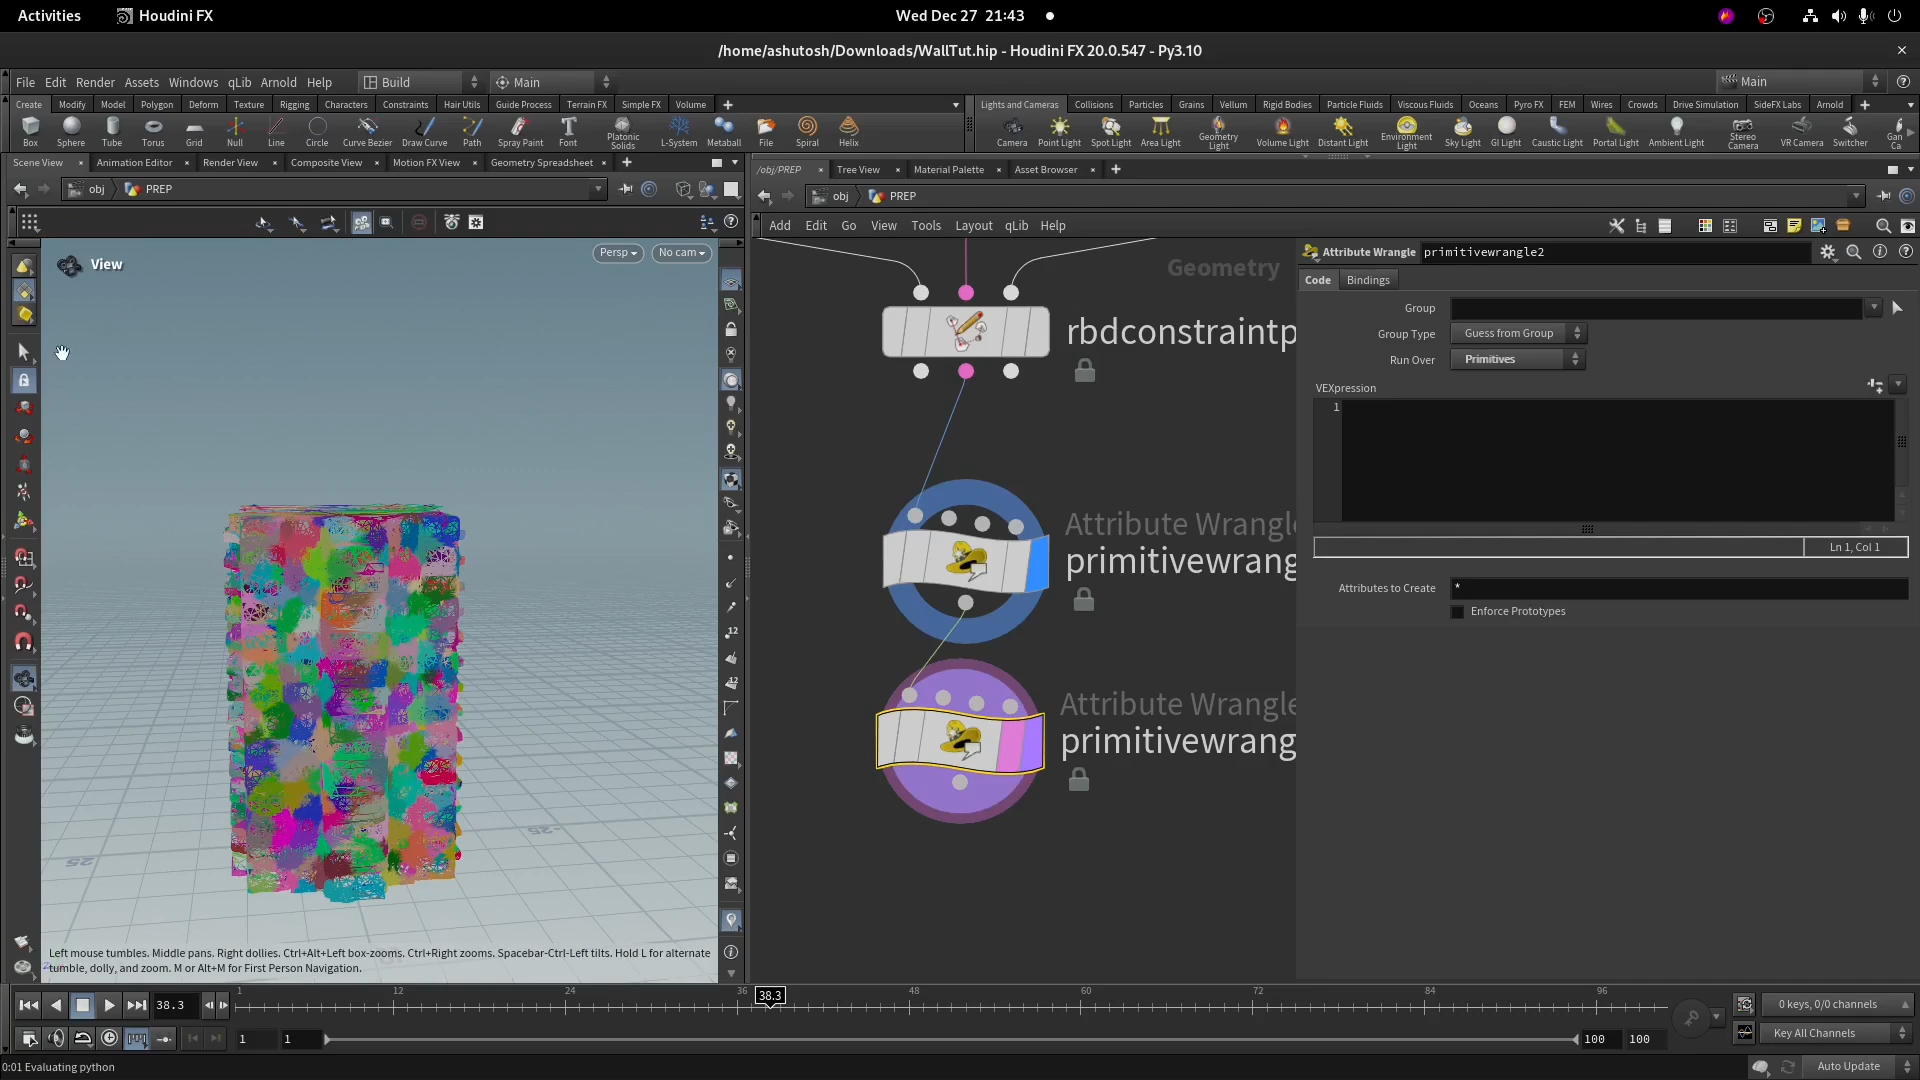 Activities Houdini FX Wed Dec 27 21:43
/home/ashutosh/Downloads/WallTut.hip - Houdini FX 20.0.547 - Py3.10
File Edit Render Assets Windows qLib Arnold Help Build Main Main
Create Modify Model Polygon Deform Texture Rigging Characters Constraints Hair Utils Guide Process Terrain FX Simple FX Volume
Lights and Cameras Collisions Particles Grains Vellum Rigid Bodies Particle Fluids Viscous Fluids Oceans Pyro FX FEM Wires Crowds Drive Simulation SideFX Labs Arnold
Box Sphere Tube Torus Grid Null Line Circle Curve Bezier Draw Curve Path Spray Paint Font Platonic Solids L-System Metaball File Spiral Helix
Camera Point Light Spot Light Area Light Geometry Light Volume Light Distant Light Environment Light Sky Light GI Light Caustic Light Portal Light Ambient Light Stereo Camera VR Camera Switcher Gan Ca
Scene View Animation Editor Render View Composite View Motion FX View Geometry Spreadsheet
/obj/PREP Tree View Material Palette Asset Browser
obj PREP
obj PREP
Add Edit Go View Tools Layout qLib Help
View
Persp No cam
12
12
25
25
Left mouse tumbles. Middle pans. Right dollies. Ctrl+Alt+Left box-zooms. Ctrl+Right zooms. Spacebar-Ctrl-Left tilts. Hold L for alternate
tumble, dolly, and zoom. M or Alt+M for First Person Navigation.
Geometry
rbdconstraintp
Attribute Wrangle
primitivewrang
Attribute Wrangle
primitivewrang
Attribute Wrangle primitivewrangle2
Code Bindings
Group
Group Type Guess from Group
Run Over Primitives
VEXpression
1
Ln 1, Col 1
Attributes to Create *
Enforce Prototypes
38.3 1 12 24 36 38.3 48 60 72 84 96
0 keys, 0/0 channels
1 1 100 100
Key All Channels
0:01 Evaluating python
Auto Update